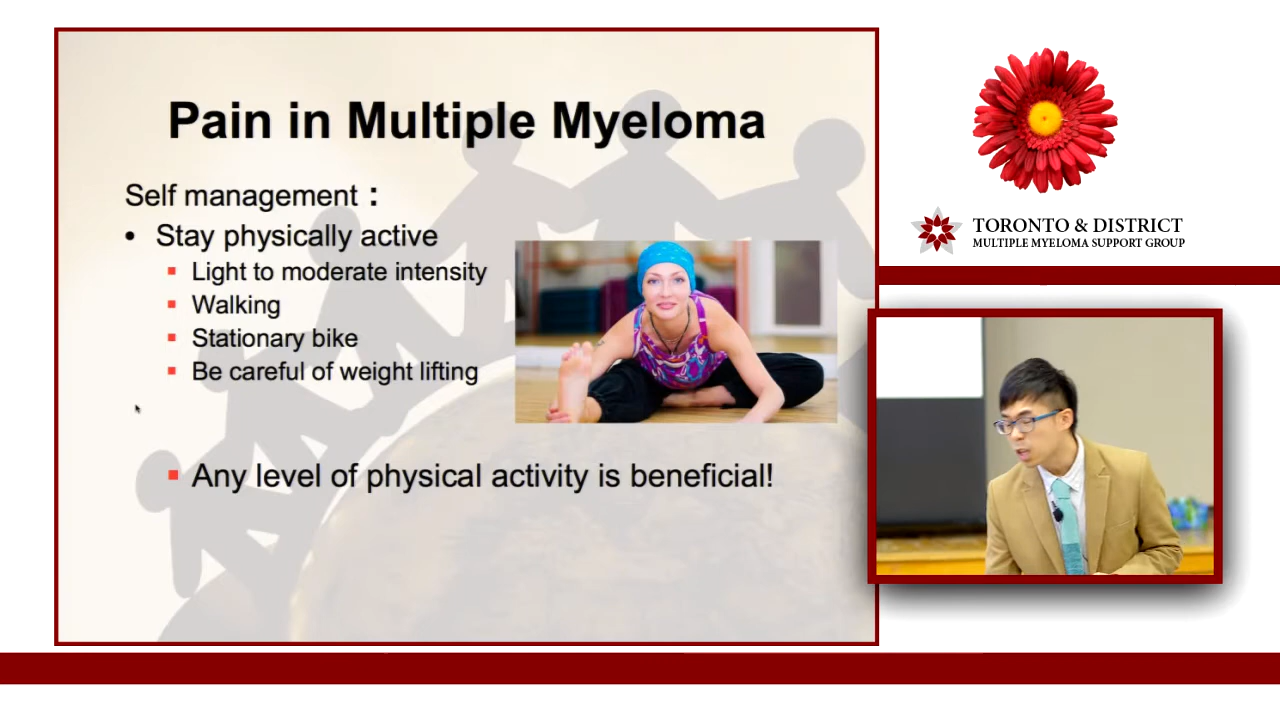 Pain in Multiple Myeloma
Self management :
• Stay physically active
▪ Light to moderate intensity
▪ Walking
▪ Stationary bike
▪ Be careful of weight lifting
▪ Any level of physical activity is beneficial!
TORONTO & DISTRICT
MULTIPLE MYELOMA SUPPORT GROUP